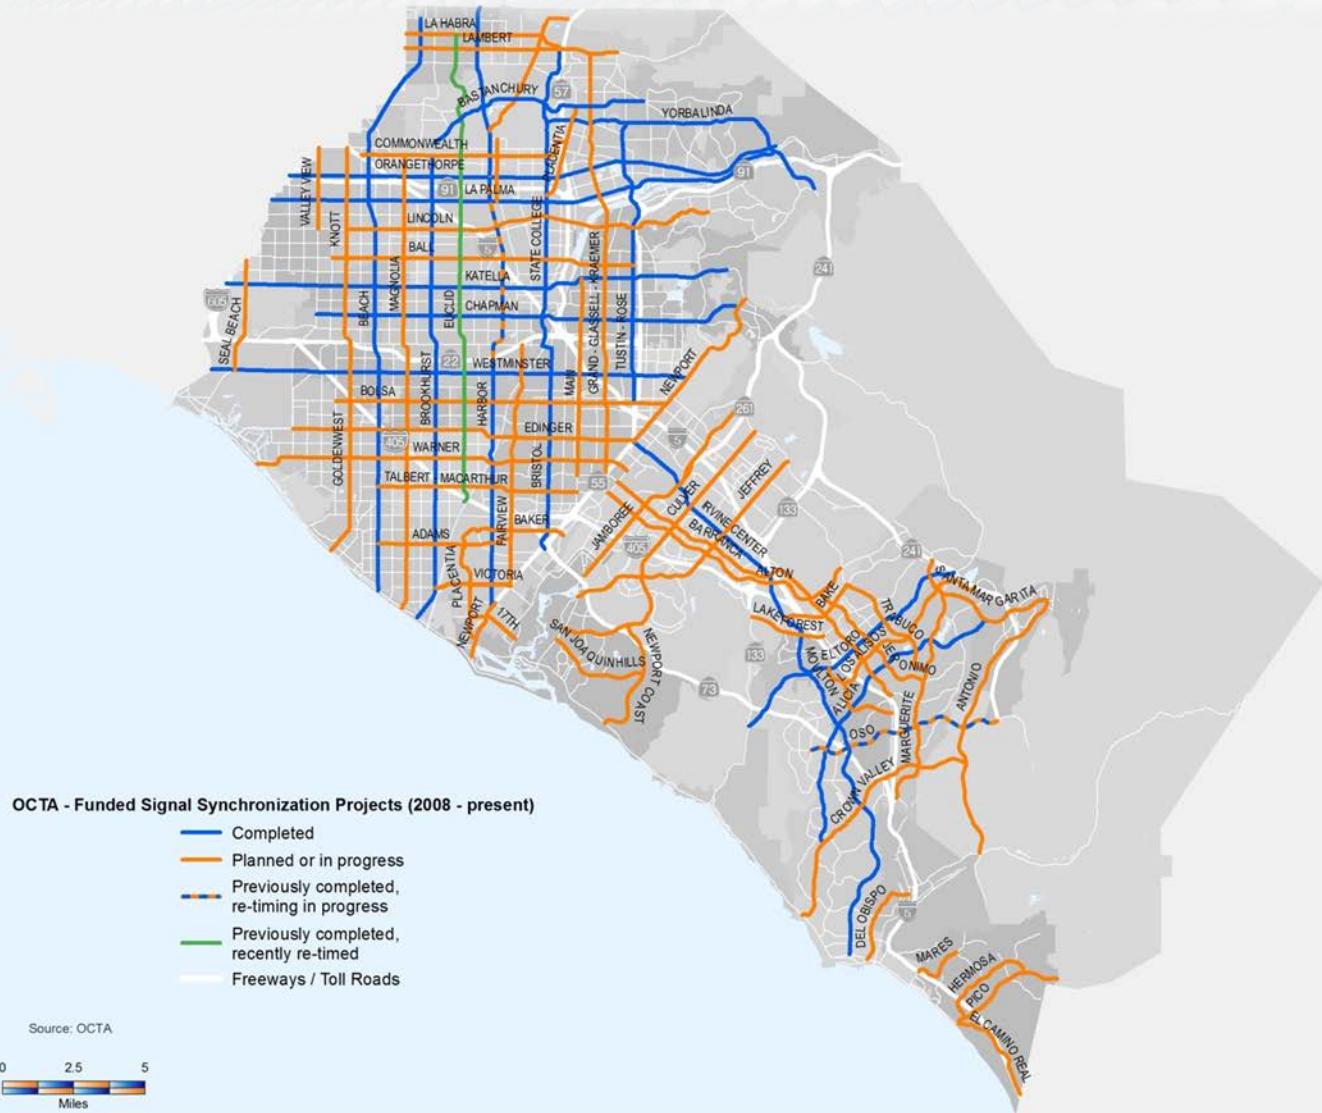 LA HABRA
LAMBERT
BASTANCHURY
57
YORBA LINDA
PLACENTIA
COMMONWEALTH
ORANGETHORPE
VALLEY VIEW
91
LA PALMA
91
KNOTT
LINCOLN
STATE COLLEGE
BALL
5
GRAND - GLASSELL - KRAEMER
241
KATELLA
MAGNOLIA
605
SEAL BEACH
BEACH
EUCLID
CHAPMAN
TUSTIN - ROSE
22
WESTMINSTER
NEWPORT
MAIN
BOLSA
BROOKHURST
HARBOR
261
GOLDENWEST
405
EDINGER
5
WARNER
BRISTOL
TALBERT - MACARTHUR
55
JEFFREY
CULVER
133
FAIRVIEW
BAKER
JAMBOREE
IRVINE CENTER
BARRANCA
ADAMS
405
241
PLACENTIA
VICTORIA
ALTON
BAKE
SANTA MARGARITA
NEWPORT
17TH
LAKE FOREST
TRABUCO
SAN JOAQUIN HILLS
NEWPORT COAST
133
EL TORO
LOS ALISOS
JERONIMO
MOULTON
73
ALICIA
ANTONIO
MARGUERITE
OSO
CROWN VALLEY
OCTA - Funded Signal Synchronization Projects (2008 - present)
Completed
Planned or in progress
Previously completed,
re-timing in progress
Previously completed,
recently re-timed
Freeways / Toll Roads
DEL OBISPO
5
MARES
HERMOSA
PICO
EL CAMINO REAL
Source: OCTA
0 2.5 5
Miles